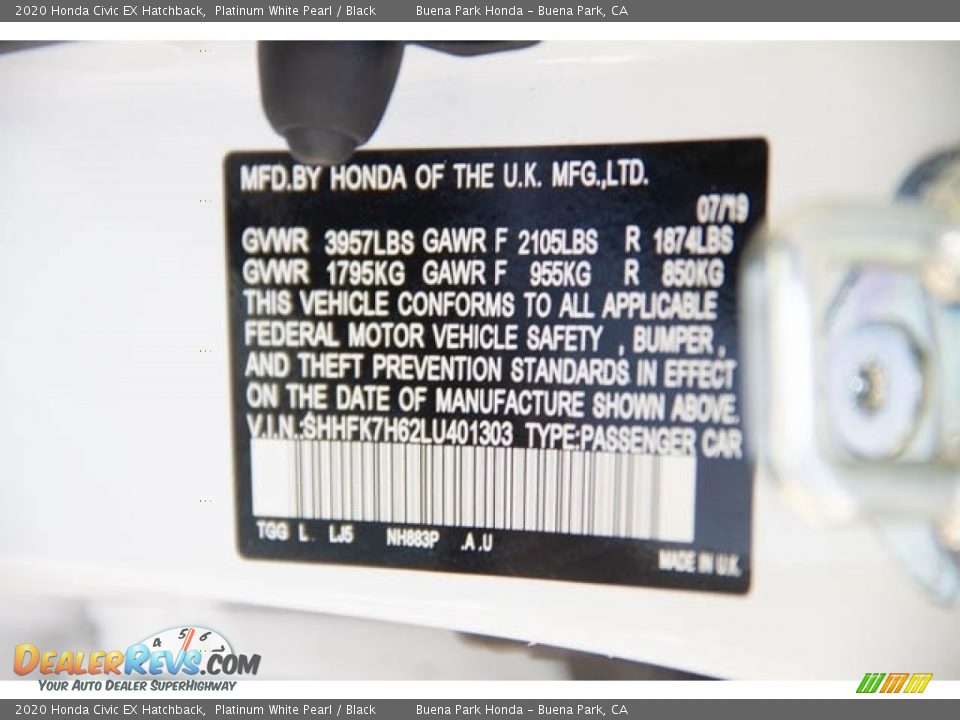 2020 Honda Civic EX Hatchback, Platinum White Pearl / Black Buena Park Honda - Buena Park, CA
MFD.BY HONDA OF THE U.K. MFG.,LTD.
07/19
GVWR 3957LBS GAWR F 2105LBS R 1874LBS
GVWR 1795KG GAWR F 955KG R 850KG
THIS VEHICLE CONFORMS TO ALL APPLICABLE
FEDERAL MOTOR VEHICLE SAFETY , BUMPER ,
AND THEFT PREVENTION STANDARDS IN EFFECT
ON THE DATE OF MANUFACTURE SHOWN ABOVE.
V.I.N.:SHHFK7H62LU401303 TYPE:PASSENGER CAR
TGG L LJ5 NH883P .A .U
MADE IN U.K.
4 5 6 7
DEALERREVS.COM
YOUR AUTO DEALER SUPERHIGHWAY
2020 Honda Civic EX Hatchback, Platinum White Pearl / Black Buena Park Honda - Buena Park, CA